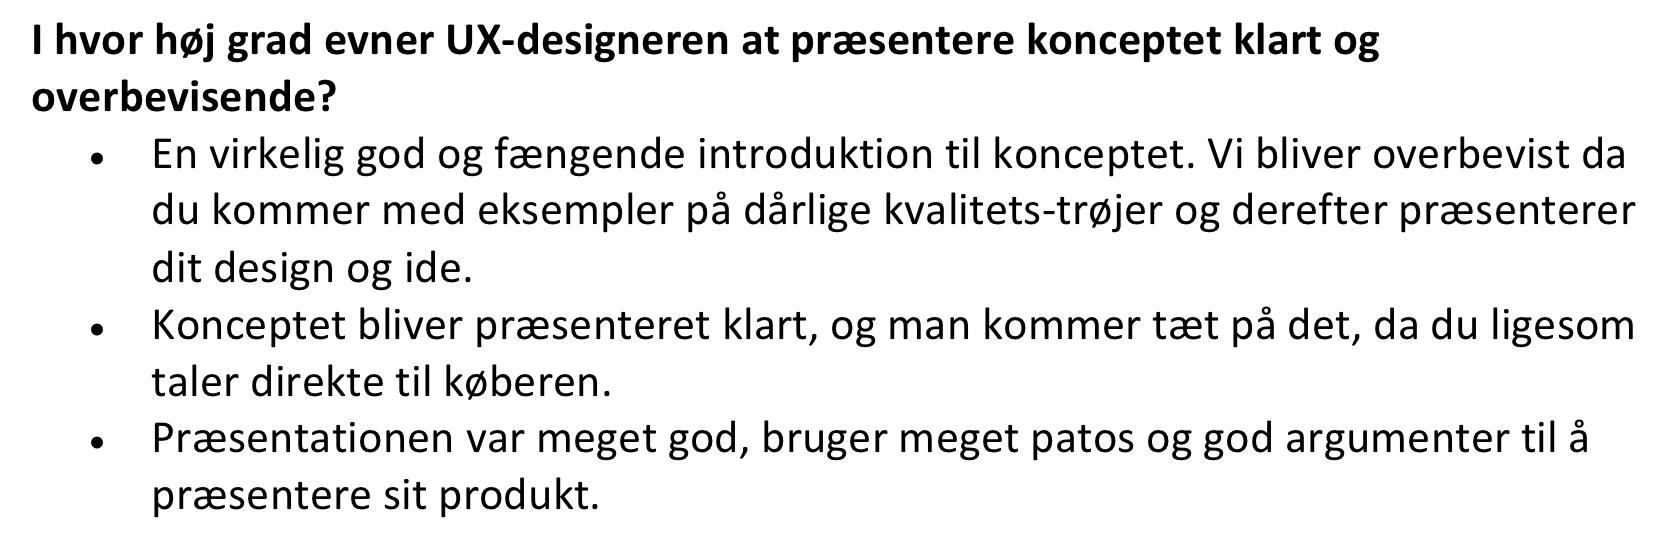 I hvor høj grad evner UX-designeren at præsentere konceptet klart og
overbevisende?
• En virkelig god og fængende introduktion til konceptet. Vi bliver overbevist da
du kommer med eksempler på dårlige kvalitets-trøjer og derefter præsenterer
dit design og ide.
• Konceptet bliver præsenteret klart, og man kommer tæt på det, da du ligesom
taler direkte til køberen.
• Præsentationen var meget god, bruger meget patos og god argumenter til å
præsentere sit produkt.